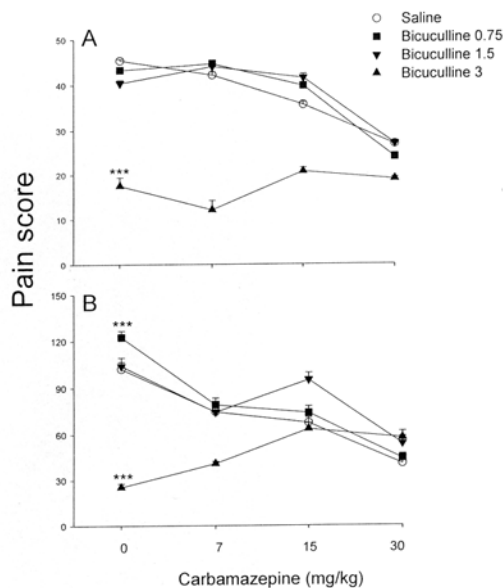 Saline
Bicuculline 0.75
Bicuculline 1.5
Bicuculline 3
A
50
40
30
20
10
0
***
Pain score
B
150
120
90
60
30
0
***
***
0 7 15 30
Carbamazepine (mg/kg)